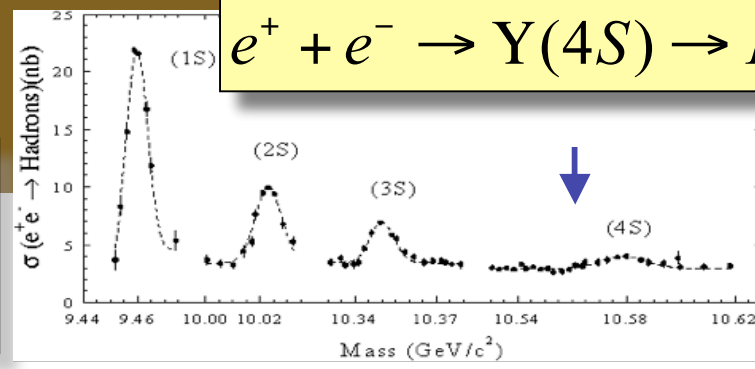 e⁺ + e⁻ → Υ(4S) →
σ (e⁺e⁻ → Hadrons)(nb)
25
20
15
10
5
0
(1S)
(2S)
(3S)
(4S)
9.44 9.46 10.00 10.02 10.34 10.37 10.54 10.58 10.62
Mass (GeV/c²)